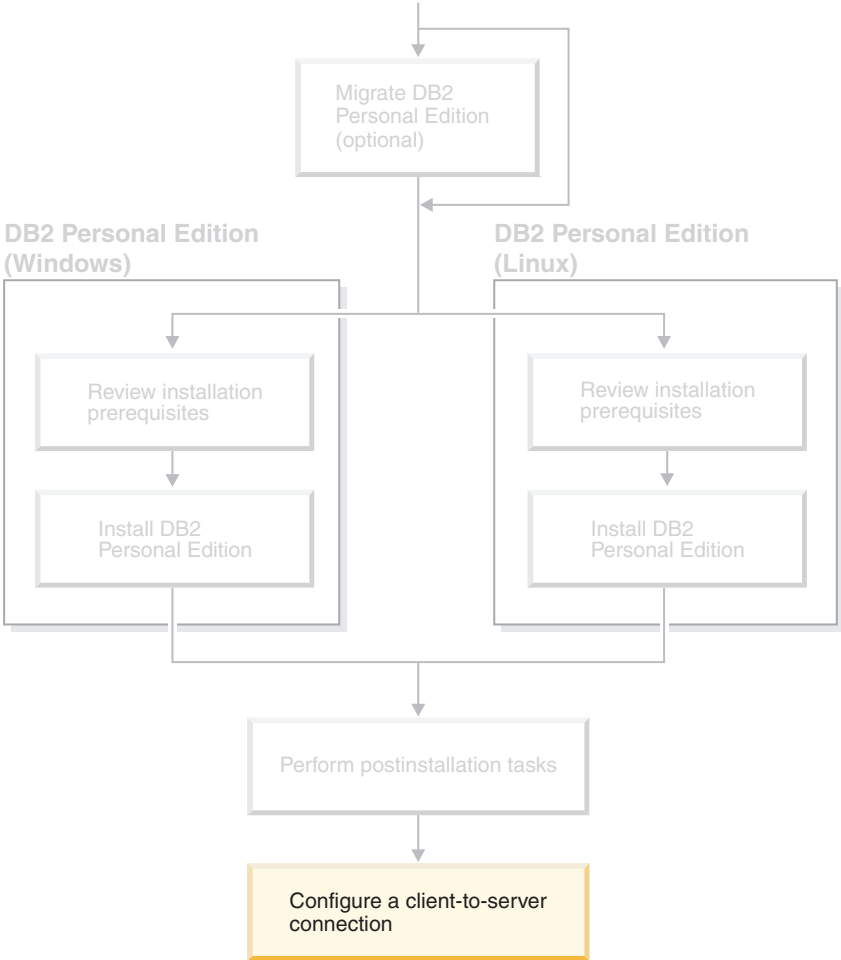 Migrate DB2
Personal Edition
(optional)
DB2 Personal Edition
(Windows)
Review installation
prerequisites
Install DB2
Personal Edition
DB2 Personal Edition
(Linux)
Review installation
prerequisites
Install DB2
Personal Edition
Perform postinstallation tasks
Configure a client-to-server
connection